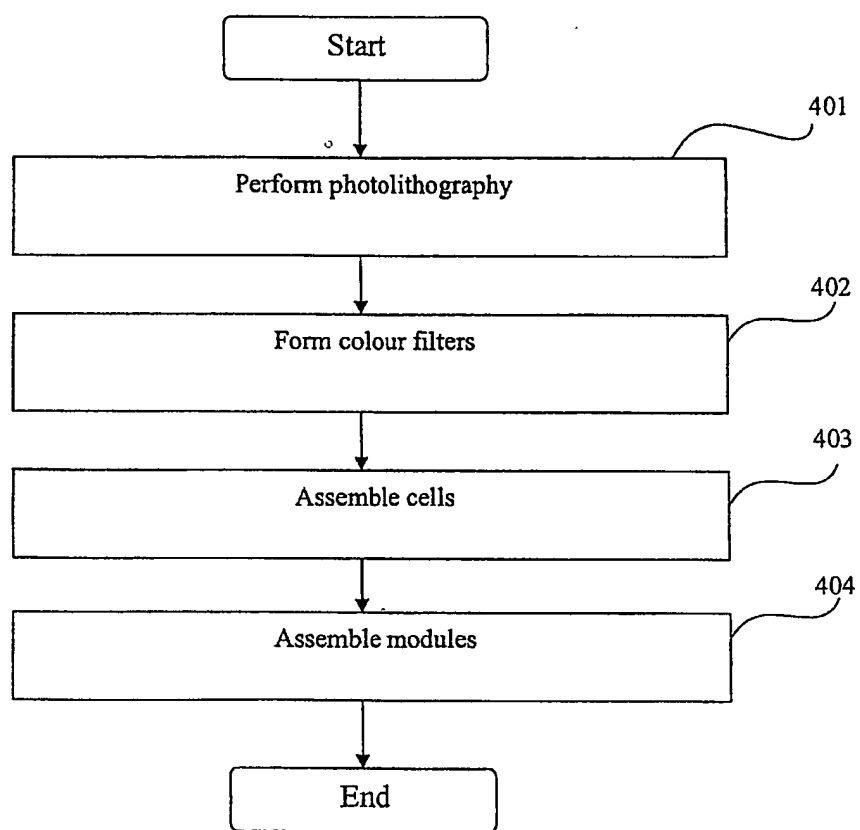 Start
401
Perform photolithography
402
Form colour filters
403
Assemble cells
404
Assemble modules
End